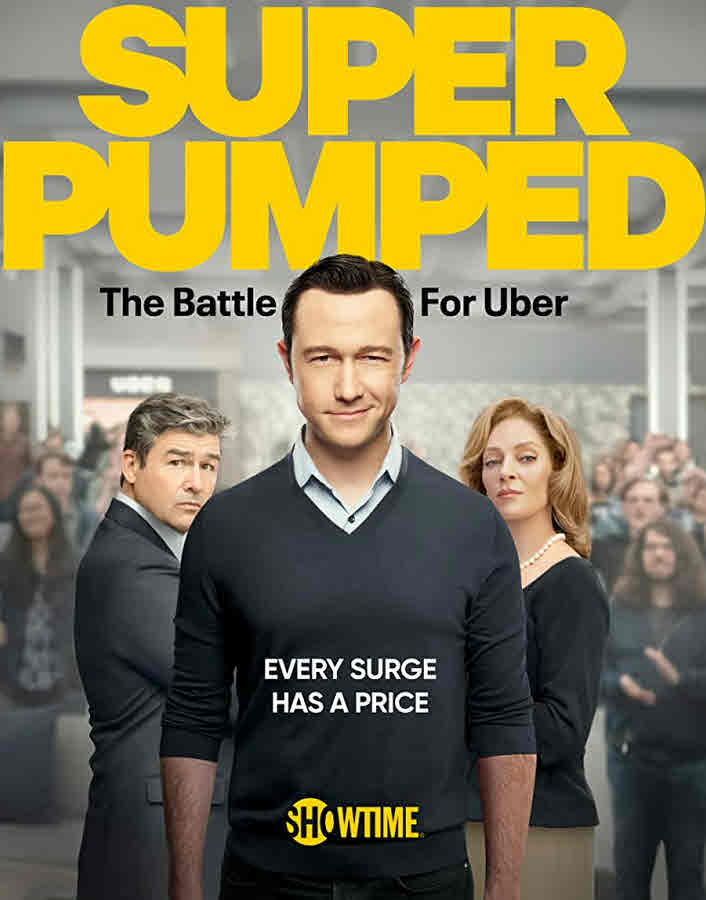 SUPER
PUMPED
The Battle For Uber
EVERY SURGE
HAS A PRICE
SHOWTIME